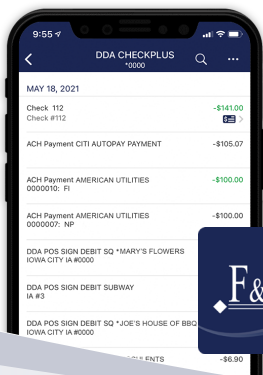 9:55
DDA CHECKPLUS
*0000
MAY 18, 2021
Check 112 -$141.00
Check #112
ACH Payment CITI AUTOPAY PAYMENT -$105.07
ACH Payment AMERICAN UTILITIES -$100.00
0000010: FI
ACH Payment AMERICAN UTILITIES -$100.00
0000007: NP
DDA POS SIGN DEBIT SQ *MARY'S FLOWERS
IOWA CITY IA #0000
DDA POS SIGN DEBIT SUBWAY
IA #3
DDA POS SIGN DEBIT SQ *JOE'S HOUSE OF BBQ
IOWA CITY IA #0000
F&
-$6.90